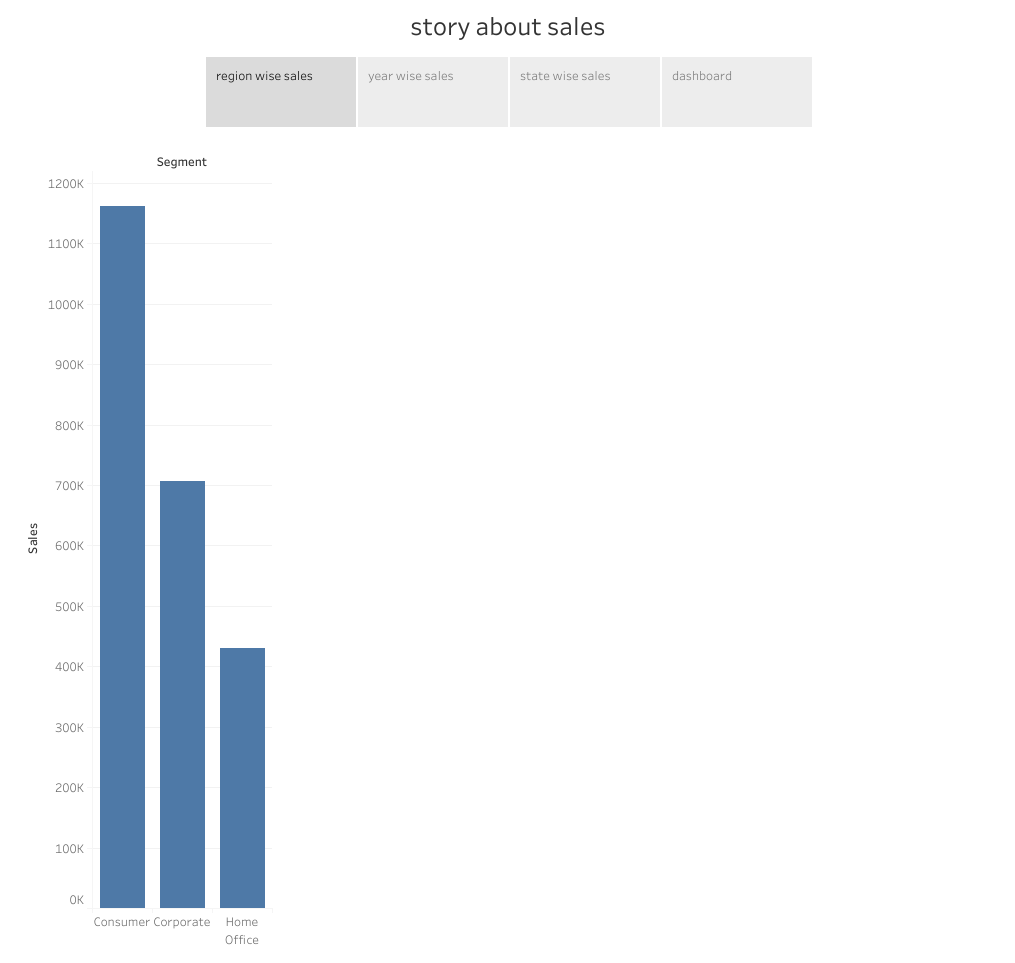 story about sales
region wise sales
year wise sales
state wise sales
dashboard
Segment
1200K
1100K
1000K
900K
800K
700K
600K
500K
400K
300K
200K
100K
0K
Sales
Consumer Corporate Home
Office